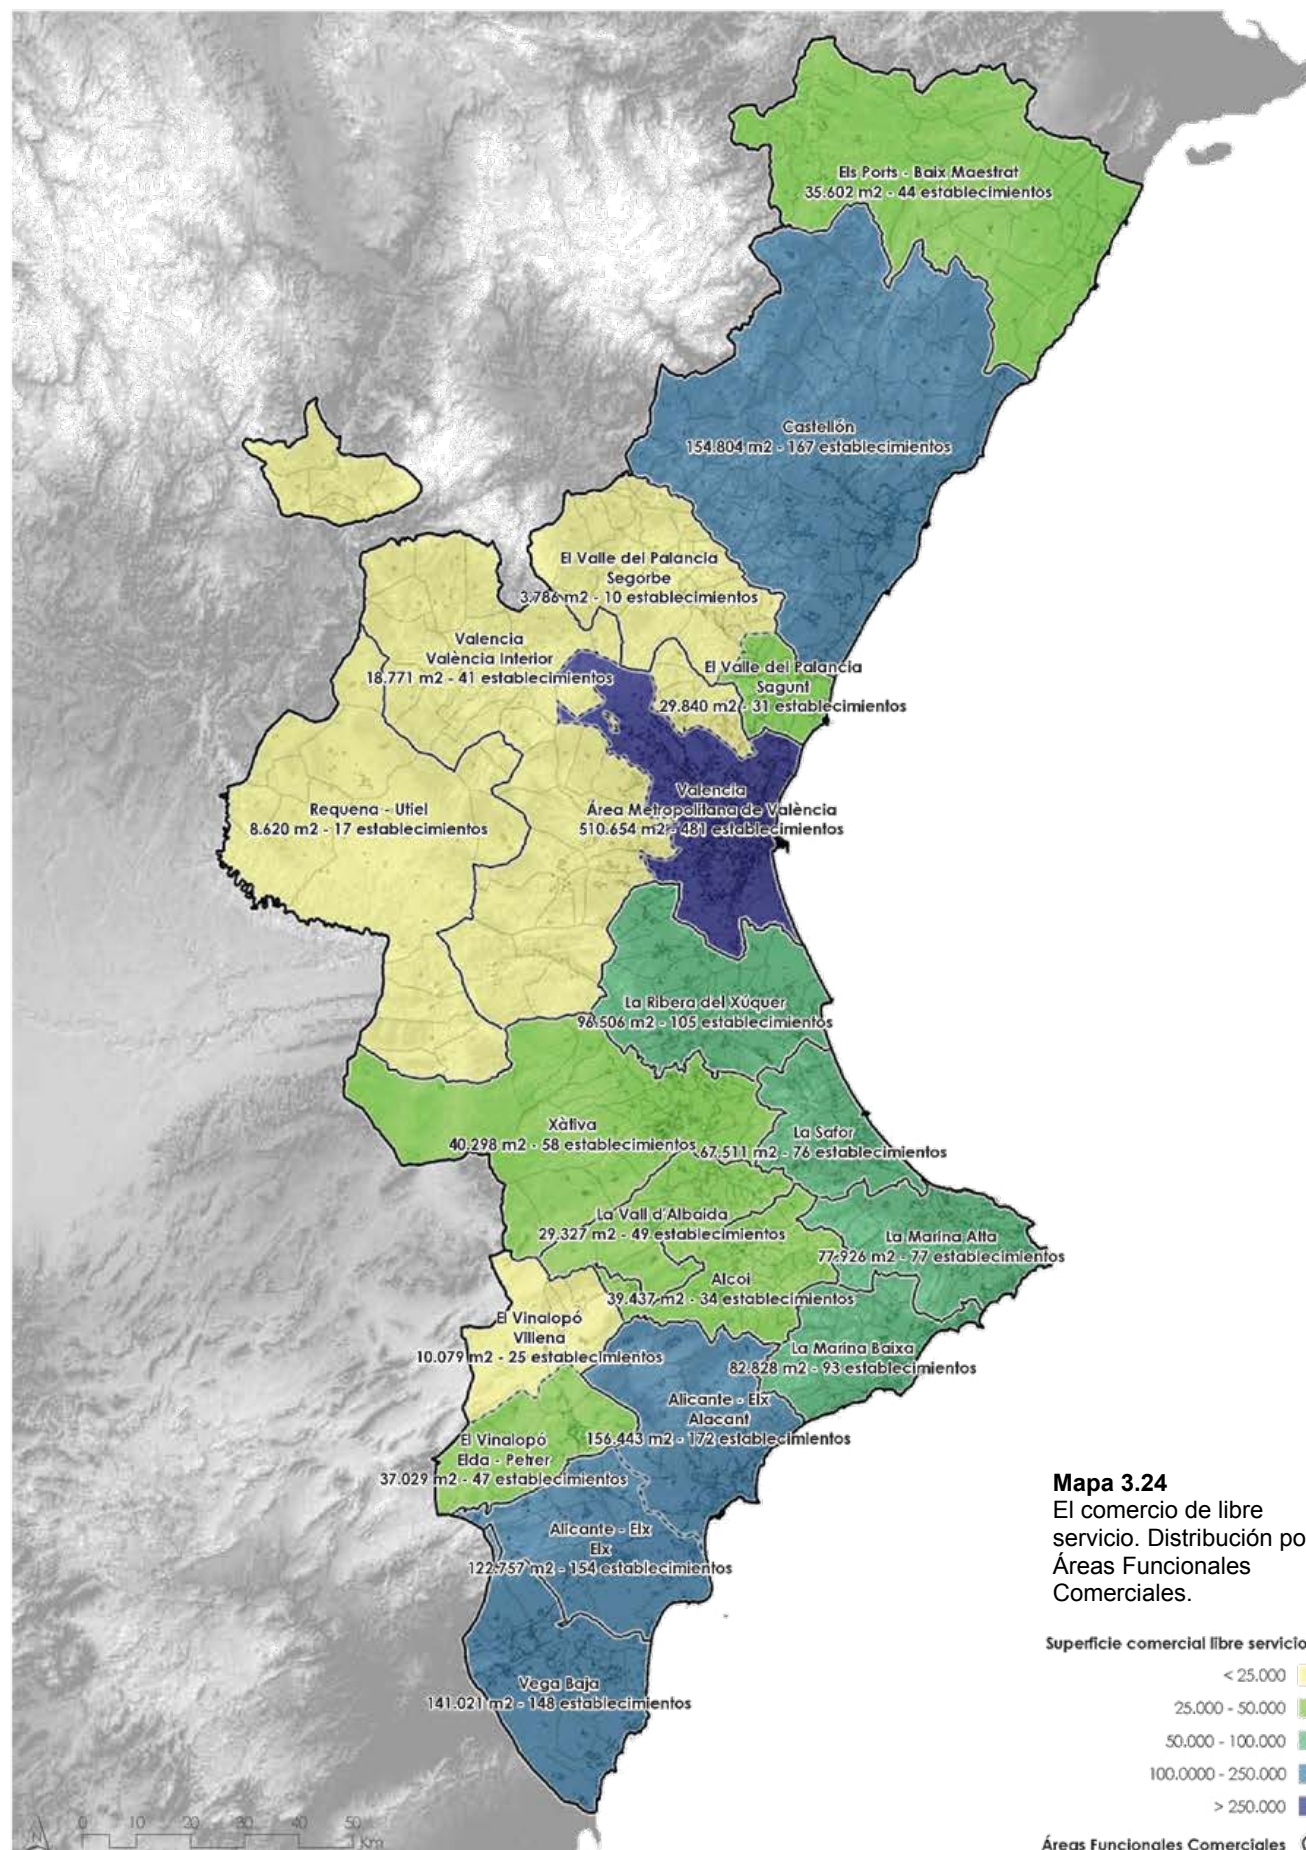 Els Ports - Baix Maestrat
35.602 m2 - 44 establecimientos
Castellón
154.804 m2 - 167 establecimientos
El Valle del Palancia
Segorbe
3.786 m2 - 10 establecimientos
Valencia
València Interior
18.771 m2 - 41 establecimientos
El Valle del Palancia
Sagunt
29.840 m2 - 31 establecimientos
Valencia
Área Metropolitana de València
510.654 m2 - 481 establecimientos
Requena - Utiel
8.620 m2 - 17 establecimientos
La Ribera del Xúquer
96.506 m2 - 105 establecimientos
Xàtiva
40.298 m2 - 58 establecimientos
La Safor
67.511 m2 - 76 establecimientos
La Vall d'Albaida
29.327 m2 - 49 establecimientos
La Marina Alta
77.926 m2 - 77 establecimientos
Alcoi
39.437 m2 - 34 establecimientos
El Vinalopó
Villena
10.079 m2 - 25 establecimientos
La Marina Baixa
82.828 m2 - 93 establecimientos
Alicante - Elx
Alacant
156.443 m2 - 172 establecimientos
El Vinalopó
Elda - Petrer
37.029 m2 - 47 establecimientos
Alicante - Elx
Elx
122.757 m2 - 154 establecimientos
Vega Baja
141.021 m2 - 148 establecimientos
Mapa 3.24
El comercio de libre
servicio. Distribución po
Áreas Funcionales
Comerciales.
Superficie comercial libre servicio
< 25.000
25.000 - 50.000
50.000 - 100.000
100.0000 - 250.000
> 250.000
Áreas Funcionales Comerciales
N
0 10 20 30 40 50
Km